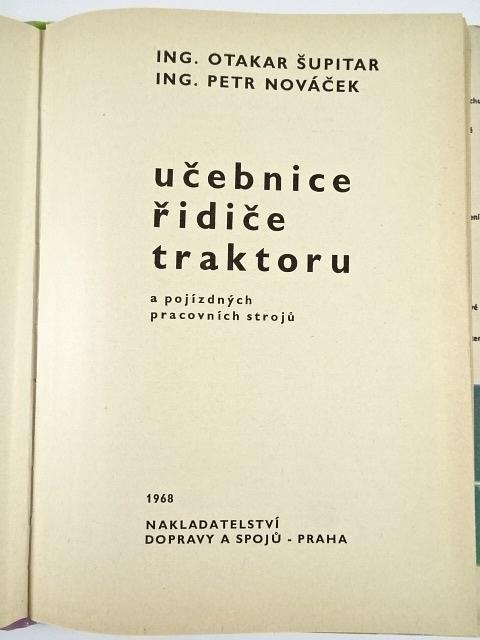 ING. OTAKAR ŠUPITAR
ING. PETR NOVÁČEK
učebnice
řidiče
traktoru
a pojízdných
pracovních strojů
1968
NAKLADATELSTVÍ
DOPRAVY A SPOJŮ - PRAHA